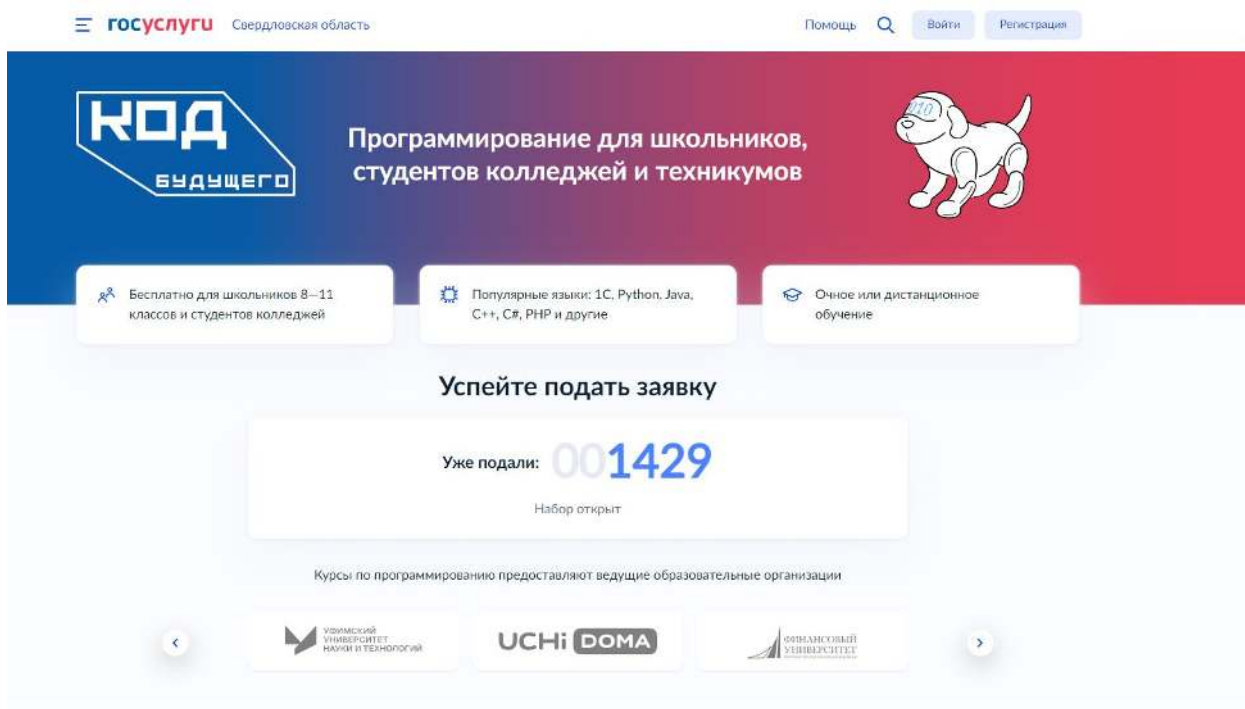 госуслуги Свердловская область Помощь Войти Регистрация
КОД
БУДУЩЕГО
Программирование для школьников,
студентов колледжей и техникумов
010
Бесплатно для школьников 8—11
классов и студентов колледжей
Популярные языки: 1С, Python, Java,
C++, C#, PHP и другие
Очное или дистанционное
обучение
Успейте подать заявку
Уже подали: 001429
Набор открыт
Курсы по программированию предоставляют ведущие образовательные организации
УФИМСКИЙ
УНИВЕРСИТЕТ
НАУКИ И ТЕХНОЛОГИЙ
UCHi DOMA
ФИНАНСОВЫЙ
УНИВЕРСИТЕТ